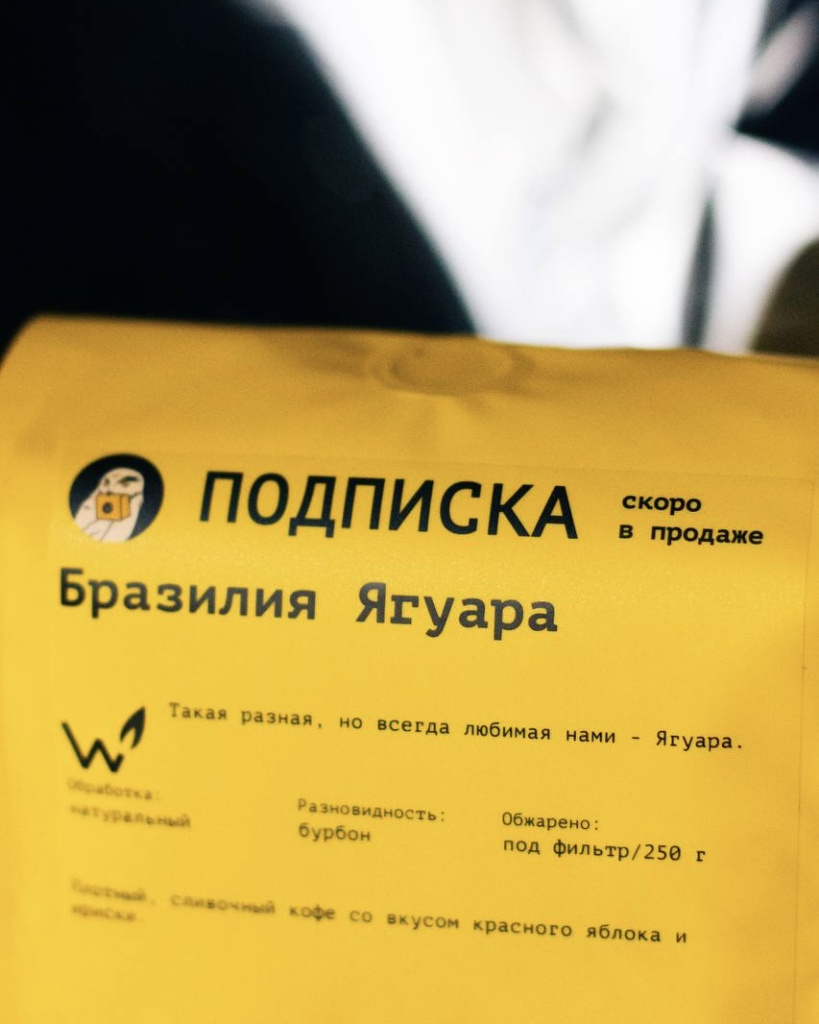 ПОДПИСКА
скоро
в продаже
Бразилия Ягуара
Такая разная, но всегда любимая нами - Ягуара.
Обработка:
натуральный
Разновидность:
бурбон
Обжарено:
под фильтр/250 г
Плотный, сливочный кофе со вкусом красного яблока и
ириски.